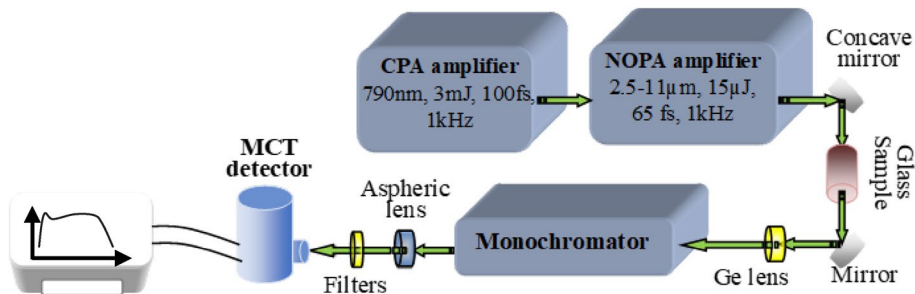 CPA amplifier
790nm, 3mJ, 100fs,
1kHz
NOPA amplifier
2.5-11μm, 15μJ,
65 fs, 1kHz
Concave
mirror
Glass
Sample
Mirror
Ge lens
Monochromator
Aspheric
lens
Filters
MCT
detector